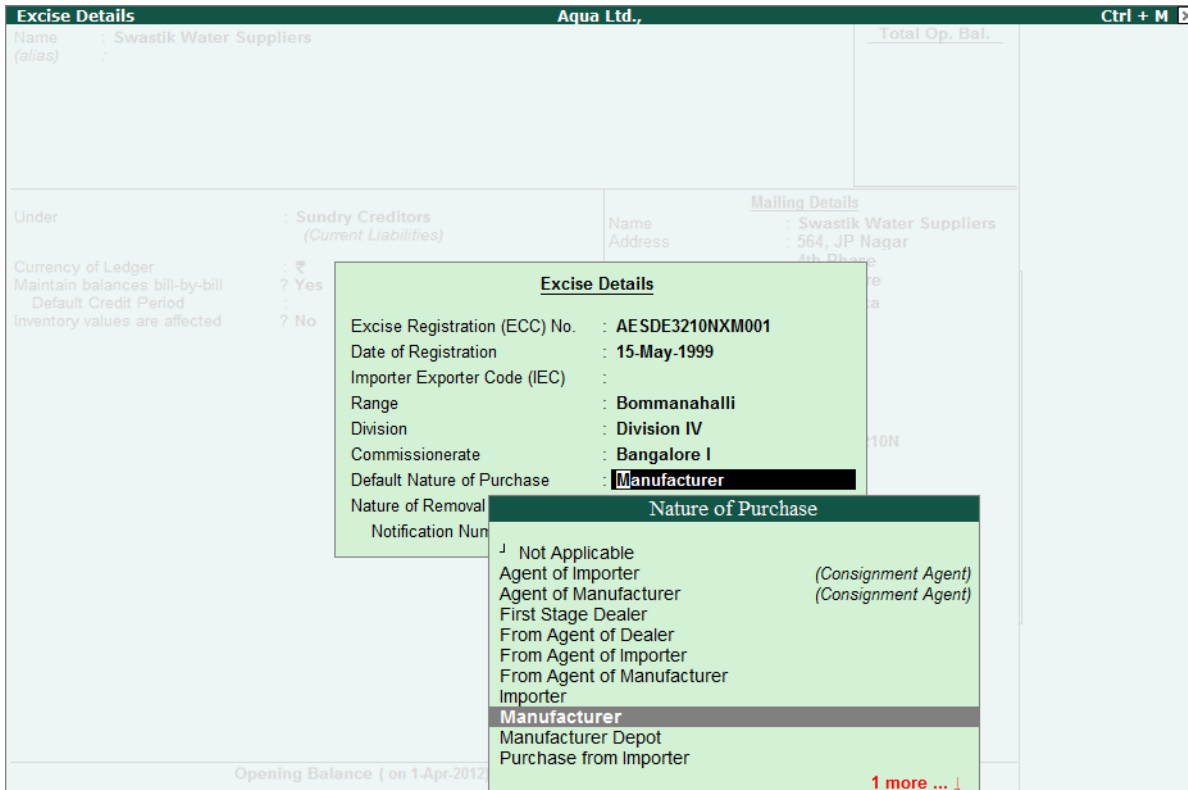 Excise Details Aqua Ltd., Ctrl + M
Name : Swastik Water Suppliers Total Op. Bal.
(alias) :
Mailing Details
Under : Sundry Creditors
(Current Liabilities)
Name : Swastik Water Suppliers
Address : 564, JP Nagar
4th Phase
Currency of Ledger : ₹
Maintain balances bill-by-bill ? Yes
Default Credit Period :
Inventory values are affected ? No
Excise Details
Excise Registration (ECC) No. : AESDE3210NXM001
Date of Registration : 15-May-1999
Importer Exporter Code (IEC) :
Range : Bommanahalli
Division : Division IV
Commissionerate : Bangalore I
Default Nature of Purchase : Manufacturer
Nature of Removal
Notification Num
Nature of Purchase
Not Applicable
Agent of Importer (Consignment Agent)
Agent of Manufacturer (Consignment Agent)
First Stage Dealer
From Agent of Dealer
From Agent of Importer
From Agent of Manufacturer
Importer
Manufacturer
Manufacturer Depot
Purchase from Importer
1 more ... ↓
Opening Balance ( on 1-Apr-2012)